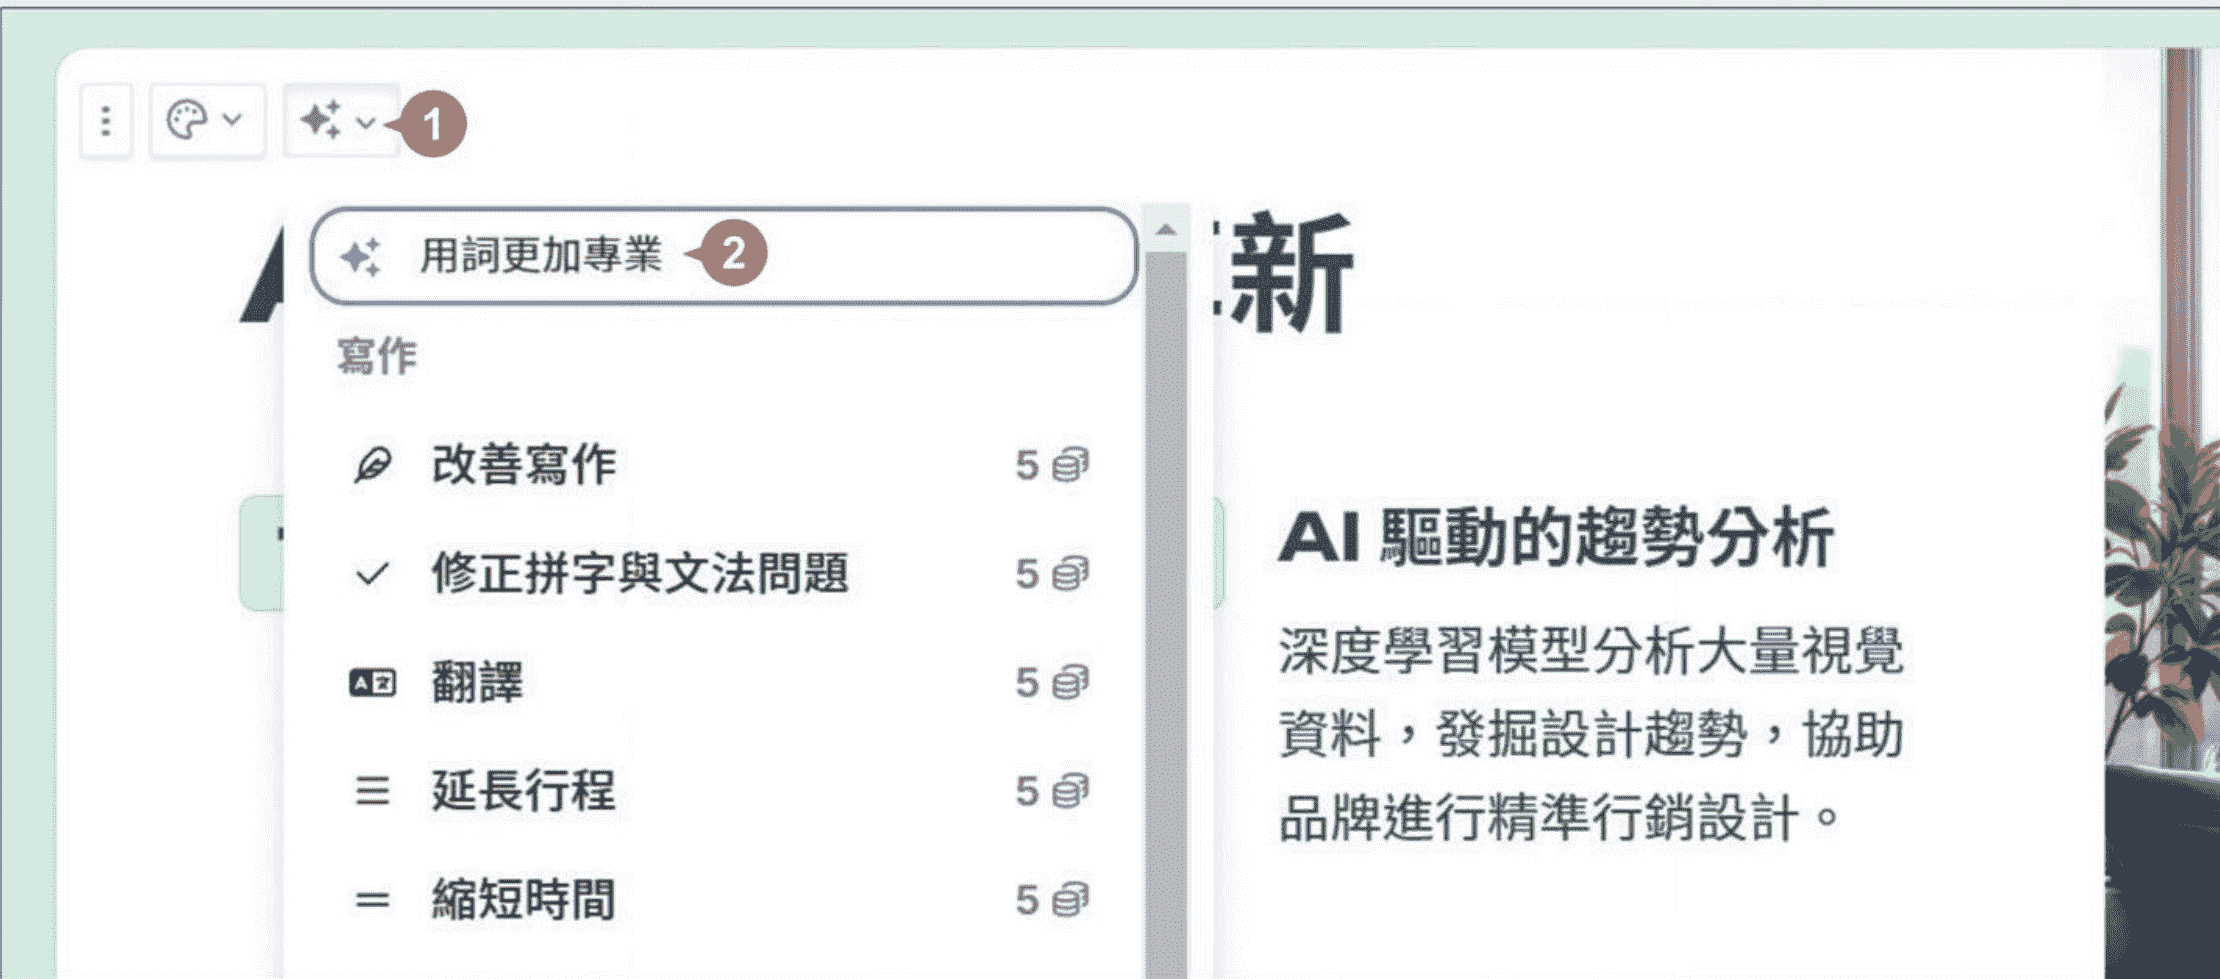 1
用詞更加專業 2
新
寫作
改善寫作 5
修正拼字與文法問題 5
翻譯 5
延長行程 5
縮短時間 5
AI 驅動的趨勢分析
深度學習模型分析大量視覺
資料，發掘設計趨勢，協助
品牌進行精準行銷設計。